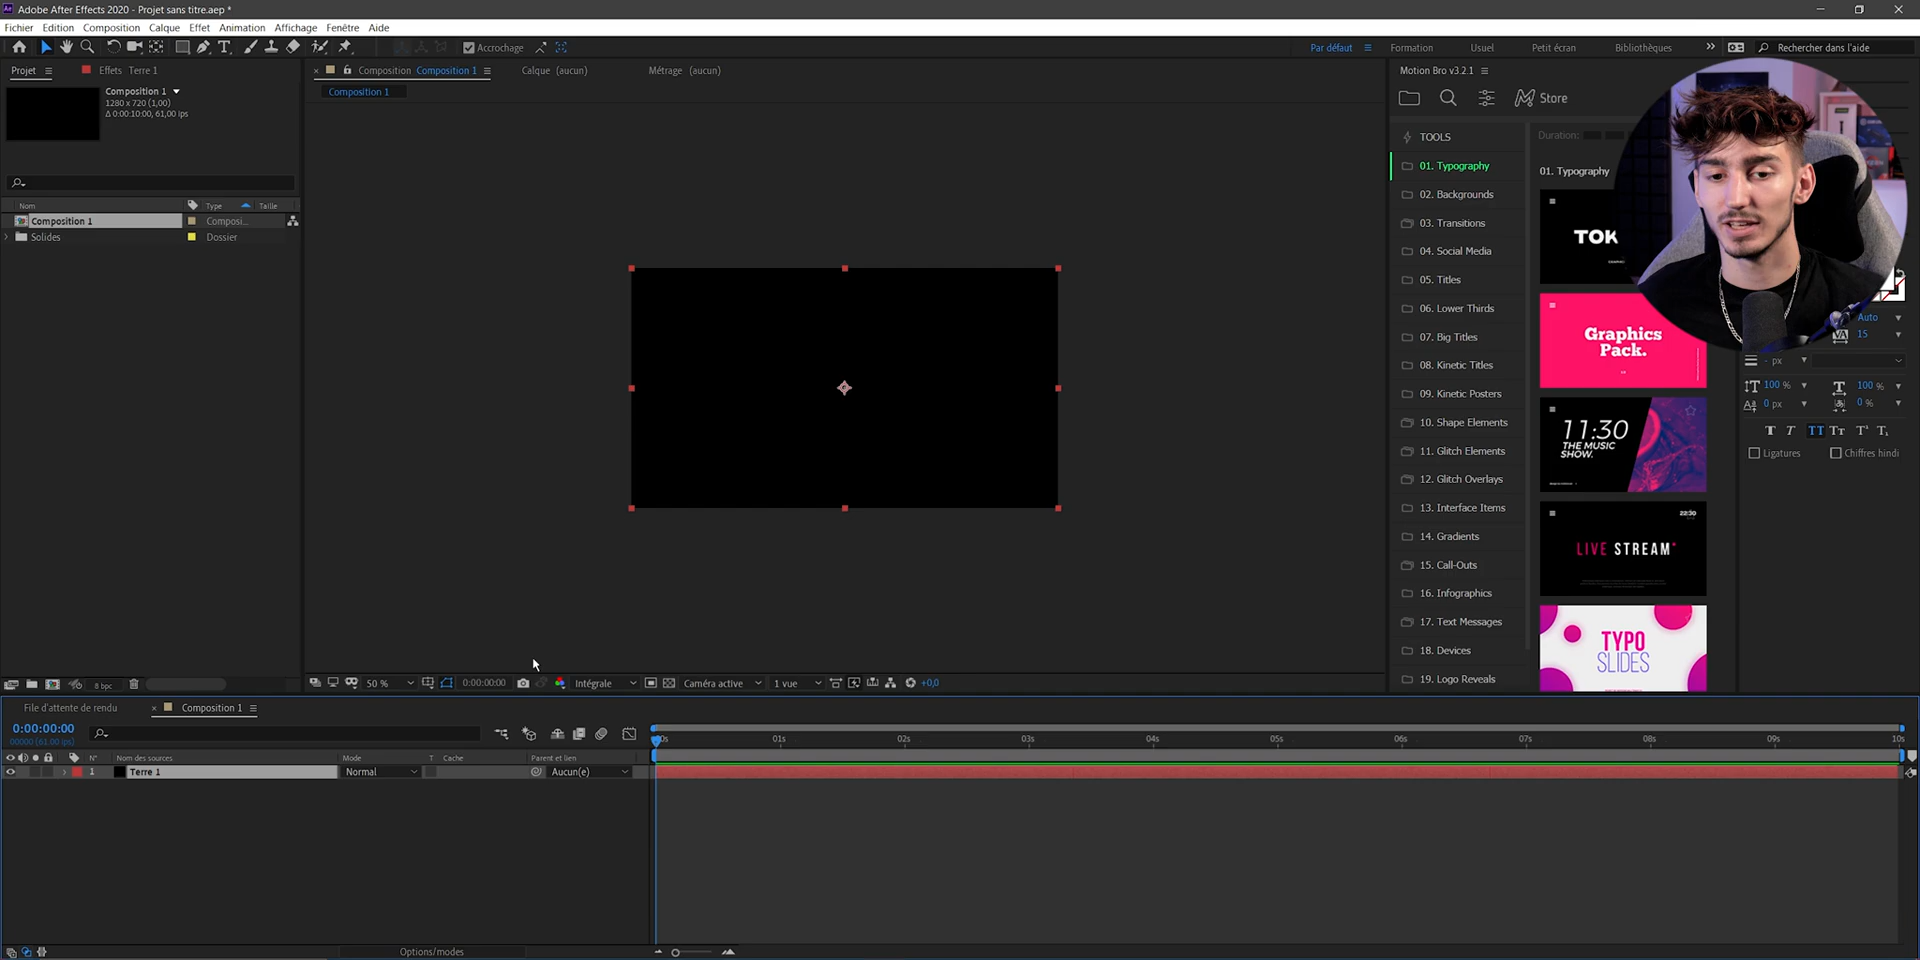 Adobe After Effects 2020 - Projet sans titre.aep *
Fichier Edition Composition Calque Effet Animation Affichage Fenêtre Aide
Accrochage
Par défaut Formation Usuel Petit écran Bibliothèques Rechercher dans l'aide
Projet Effets Terre 1
Composition Composition 1 Calque (aucun) Métrage (aucun)
Composition 1
Composition 1
1280 x 720 (1,00)
Δ 0:00:10:00, 61,00 ips
Nom Type Taille
Composition 1 Composi...
Solides Dossier
8 bpc
50 % 0:00:00:00 Intégrale Caméra active 1 vue +0,0
Motion Bro v3.2.1
Store
TOOLS
01. Typography
02. Backgrounds
03. Transitions
04. Social Media
05. Titles
06. Lower Thirds
07. Big Titles
08. Kinetic Titles
09. Kinetic Posters
10. Shape Elements
11. Glitch Elements
12. Glitch Overlays
13. Interface Items
14. Gradients
15. Call-Outs
16. Infographics
17. Text Messages
18. Devices
19. Logo Reveals
Duration:
01. Typography
TOK
Graphics
Pack.
11:30
THE MUSIC
SHOW.
22:30
LIVE STREAM
TYPO
SLIDES
Auto
15
- px
100 % 100 %
0 px 0 %
Ligatures Chiffres hindi
File d'attente de rendu Composition 1
0:00:00:00
00000 (61.00 ips)
01s 02s 03s 04s 05s 06s 07s 08s 09s 10s
N° Nom des sources Mode T Cache Parent et lien
1 Terre 1 Normal Aucun(e)
Options/modes